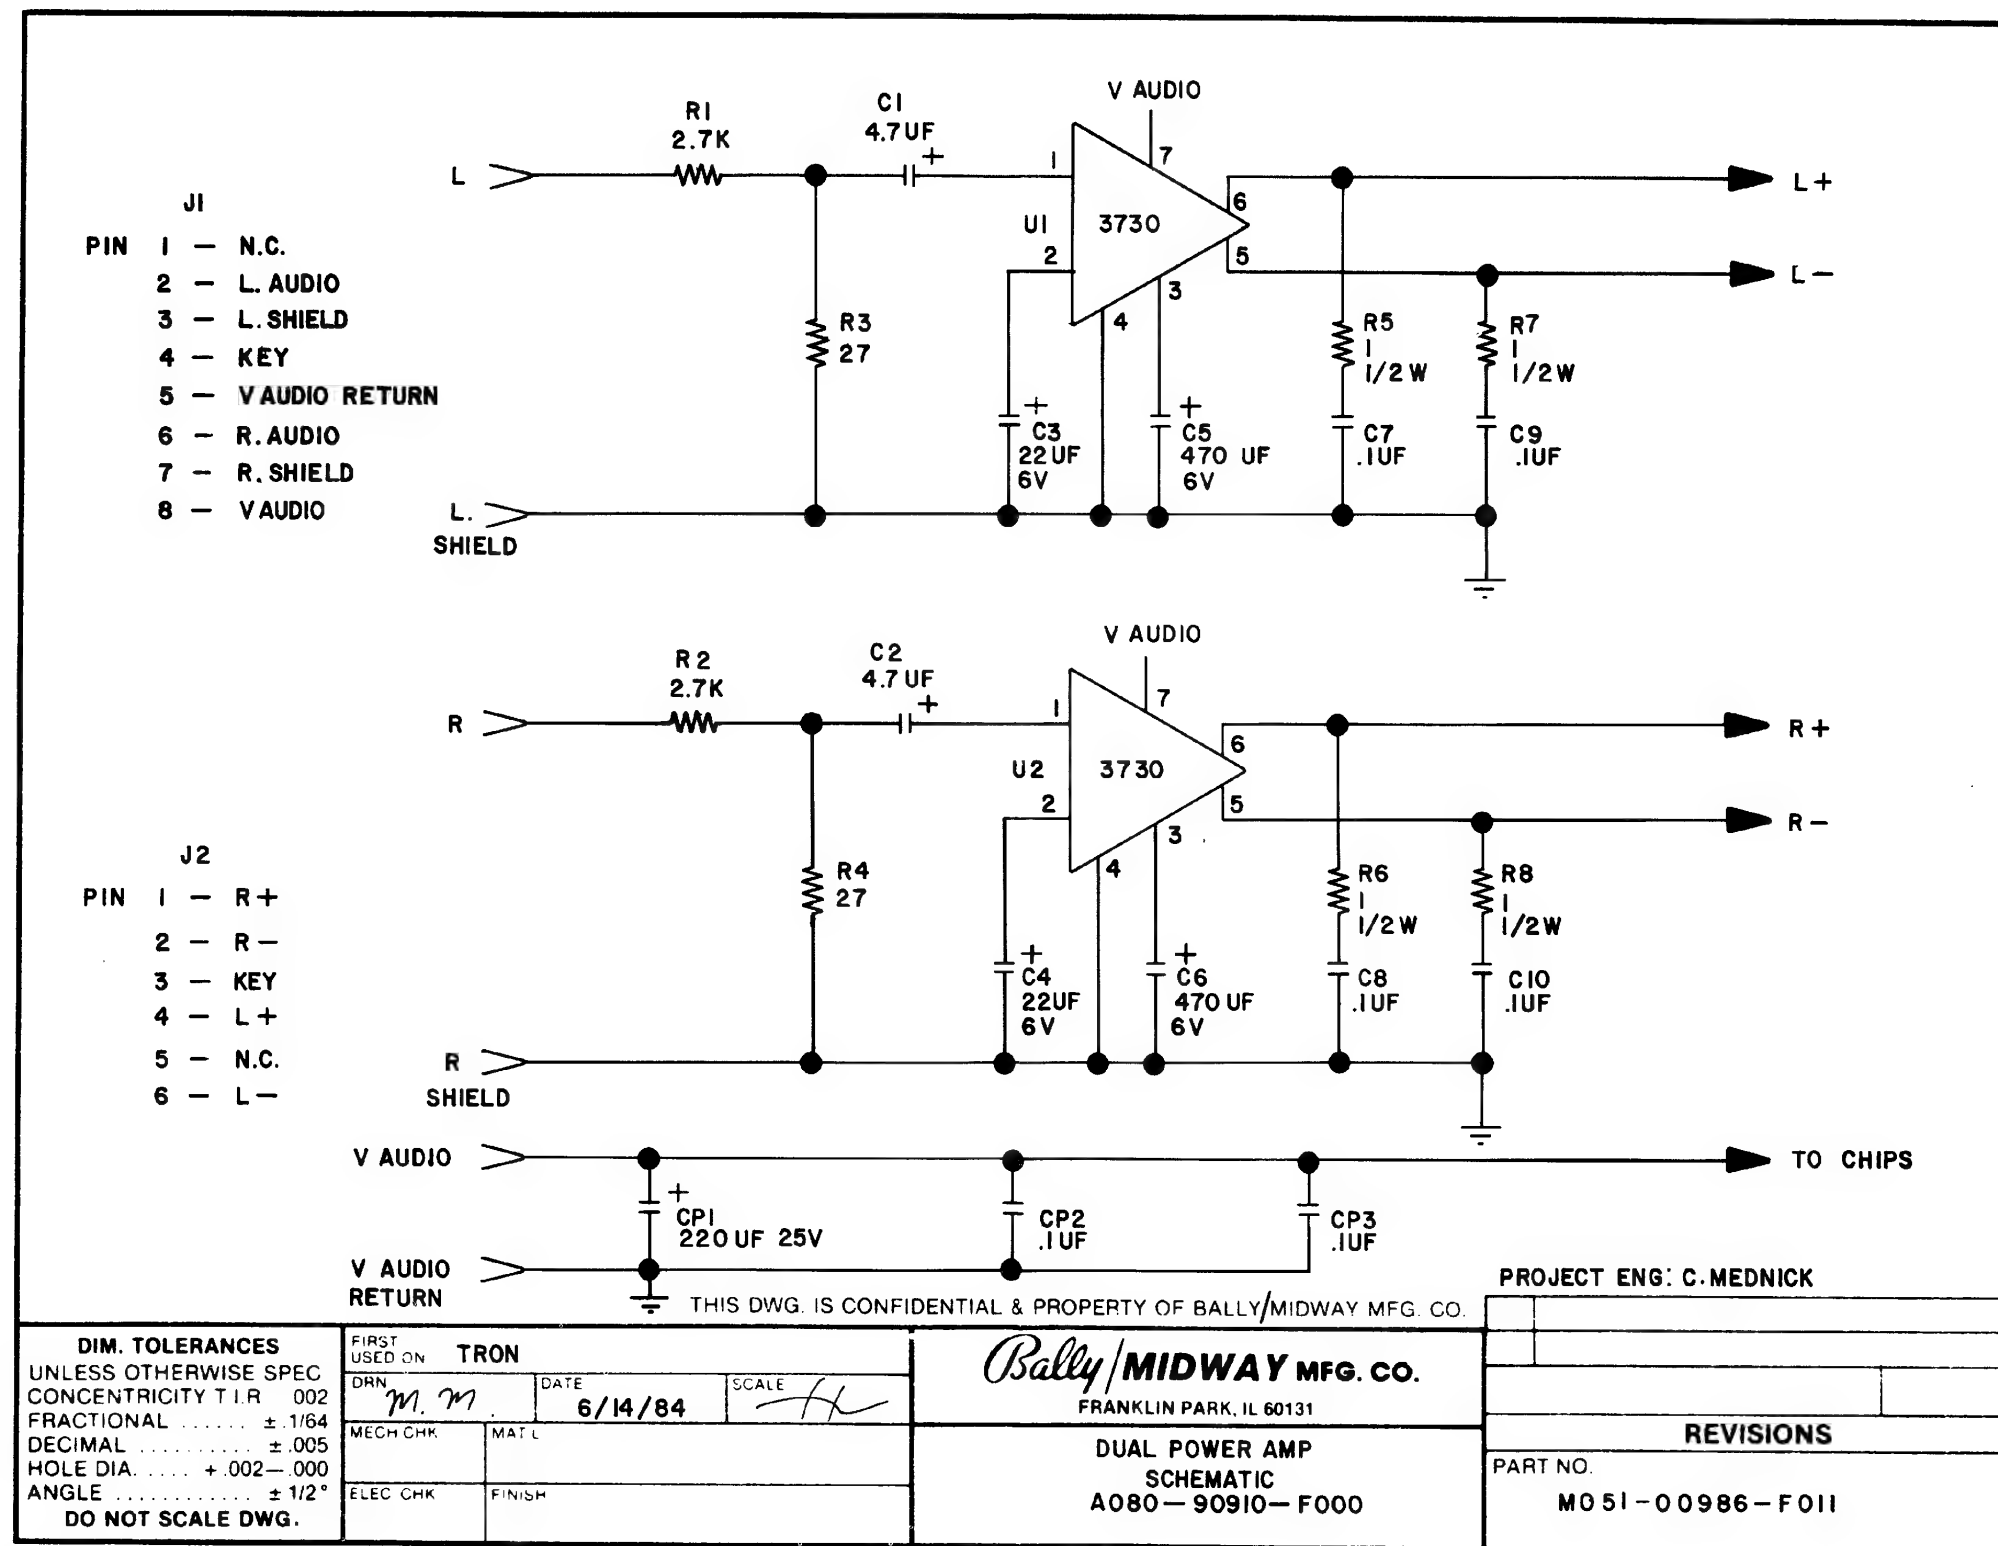 V AUDIO
R1
2.7K
C1
4.7UF
+
L
1
7
6
U1
3730
L+
2
5
L-
3
4
R3
27
R5
1
1/2W
R7
1
1/2W
+
C3
22UF
6V
+
C5
470 UF
6V
C7
.1UF
C9
.1UF
L.
SHIELD
J1
PIN 1 - N.C.
2 - L. AUDIO
3 - L. SHIELD
4 - KEY
5 - V AUDIO RETURN
6 - R. AUDIO
7 - R. SHIELD
8 - V AUDIO
V AUDIO
R2
2.7K
C2
4.7UF
+
R
1
7
6
U2
3730
R+
2
5
R-
3
4
R4
27
R6
1
1/2W
R8
1
1/2W
+
C4
22UF
6V
+
C6
470 UF
6V
C8
.1UF
C10
.1UF
R
SHIELD
J2
PIN 1 - R+
2 - R-
3 - KEY
4 - L+
5 - N.C.
6 - L-
V AUDIO
TO CHIPS
+
CP1
220 UF 25V
CP2
.1UF
CP3
.1UF
V AUDIO
RETURN
THIS DWG. IS CONFIDENTIAL & PROPERTY OF BALLY/MIDWAY MFG. CO.
PROJECT ENG: C. MEDNICK
DIM. TOLERANCES
UNLESS OTHERWISE SPEC
CONCENTRICITY T.I.R 002
FRACTIONAL ...... ± .1/64
DECIMAL .......... ± .005
HOLE DIA. .... + .002-.000
ANGLE ............ ± 1/2°
DO NOT SCALE DWG.
FIRST
USED ON TRON
DRN. M. M.
DATE
6/14/84
SCALE
MECH CHK
MAT'L
ELEC CHK
FINISH
Bally/MIDWAY MFG. CO.
FRANKLIN PARK, IL 60131
DUAL POWER AMP
SCHEMATIC
A080-90910-F000
REVISIONS
PART NO.
M051-00986-F011